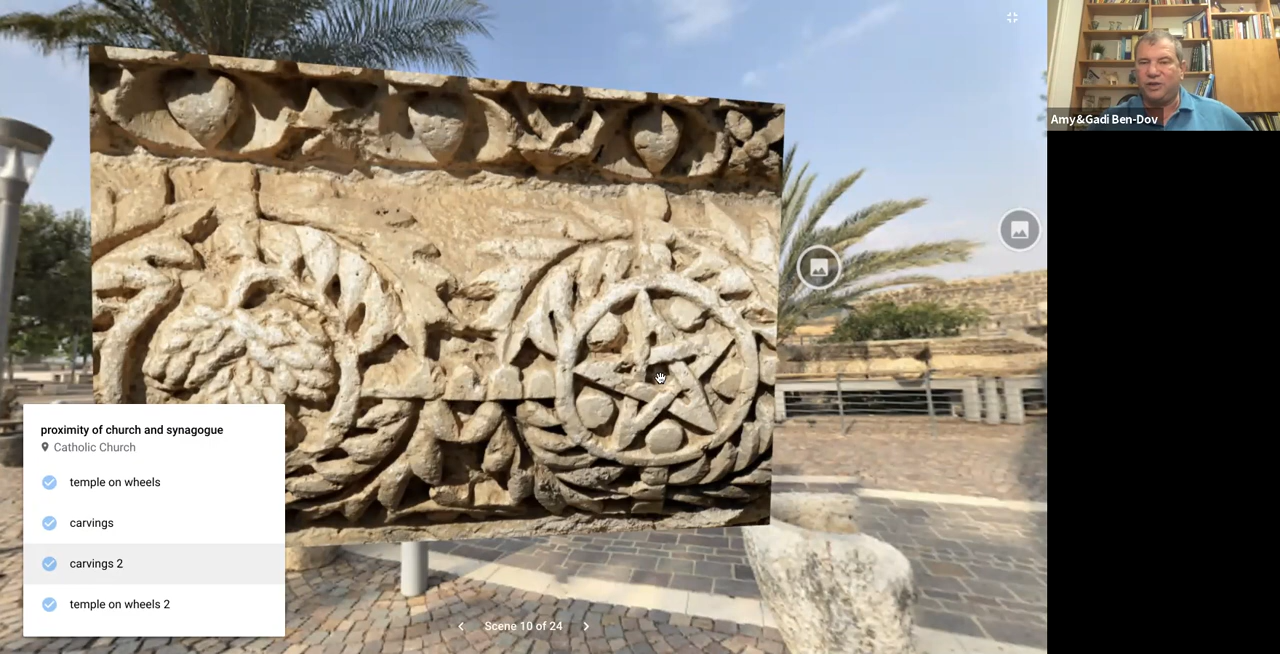 Amy&Gadi Ben-Dov
proximity of church and synagogue
Catholic Church
temple on wheels
carvings
carvings 2
temple on wheels 2
Scene 10 of 24